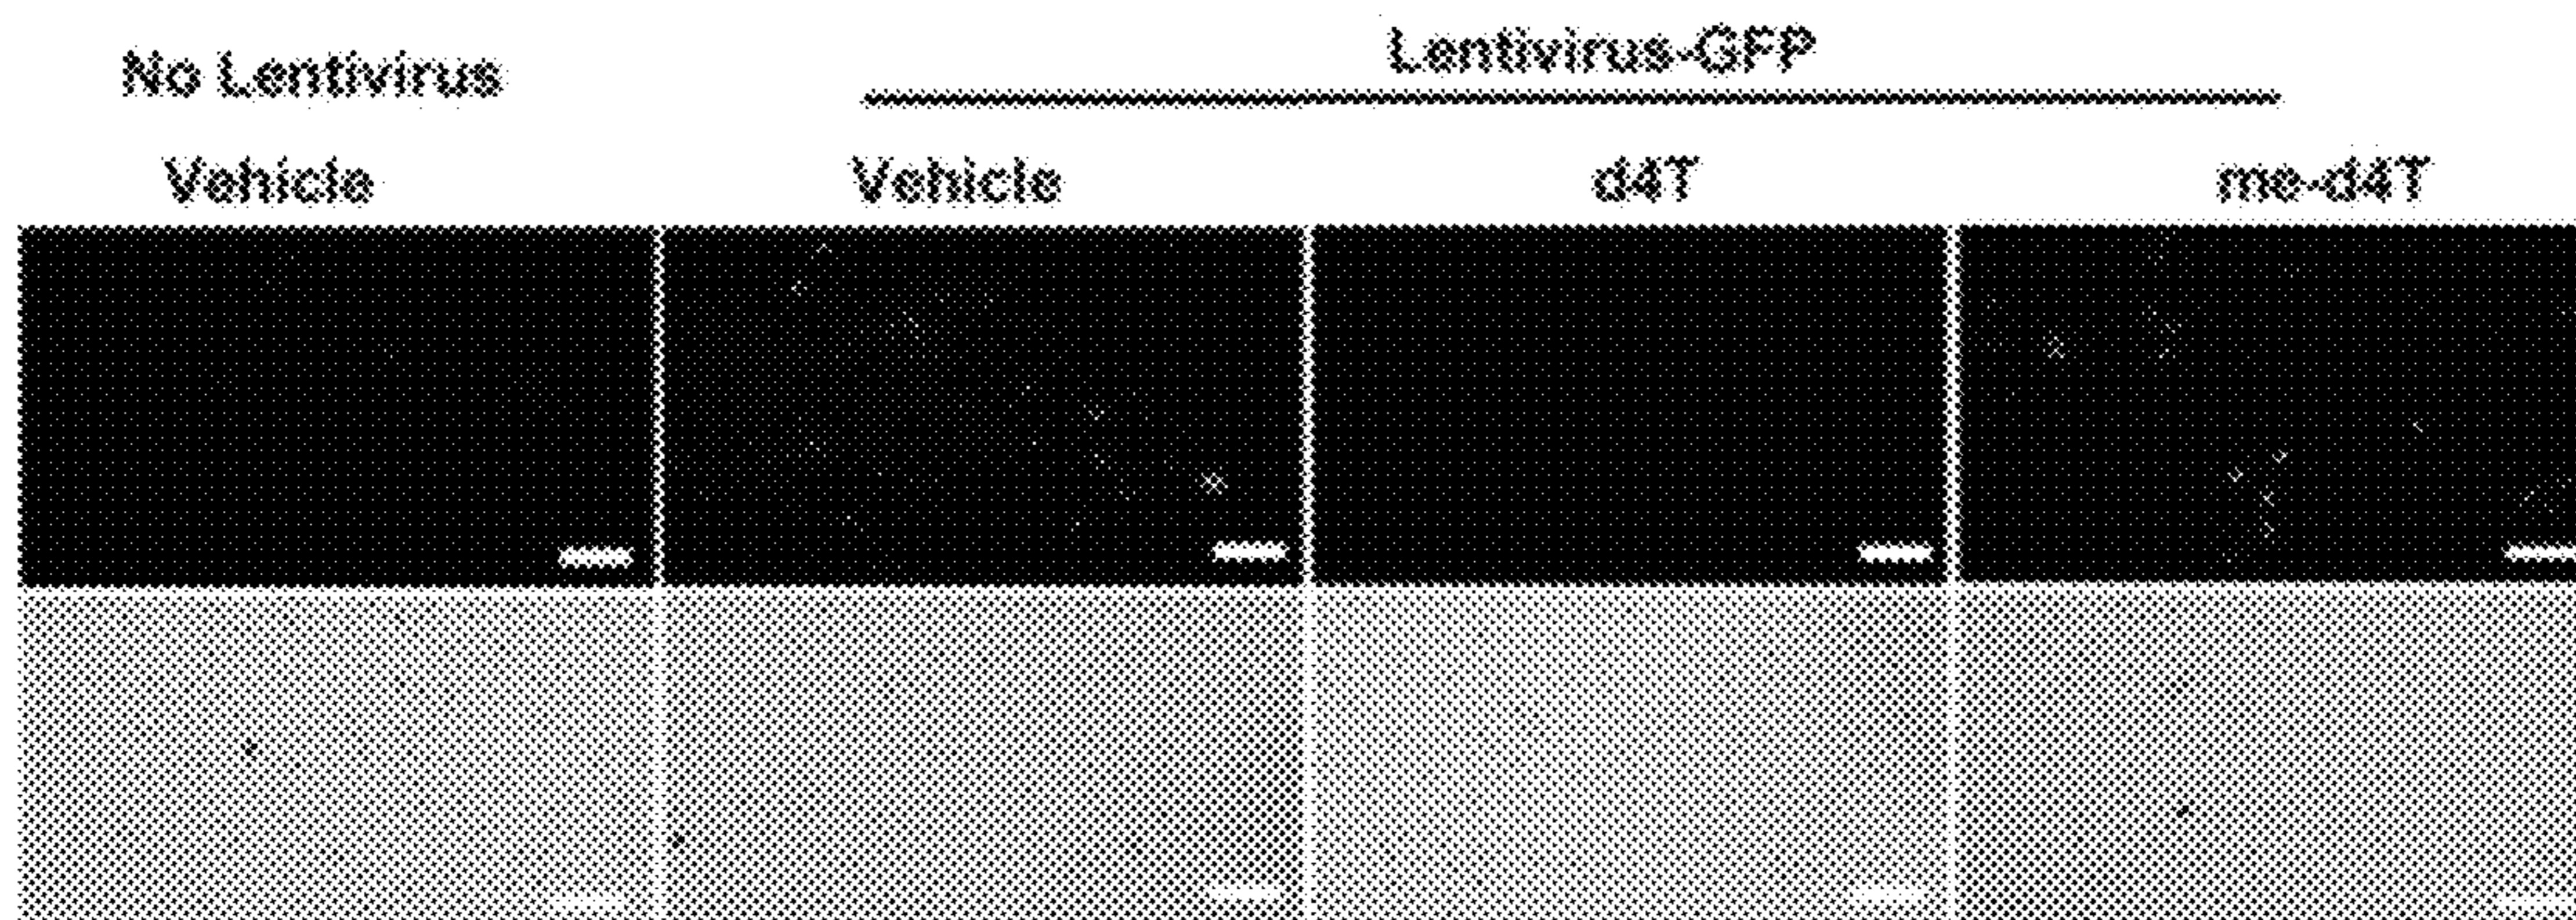 No Lentivirus
Lentivirus-GFP
Vehicle
Vehicle
d4T
me-d4T